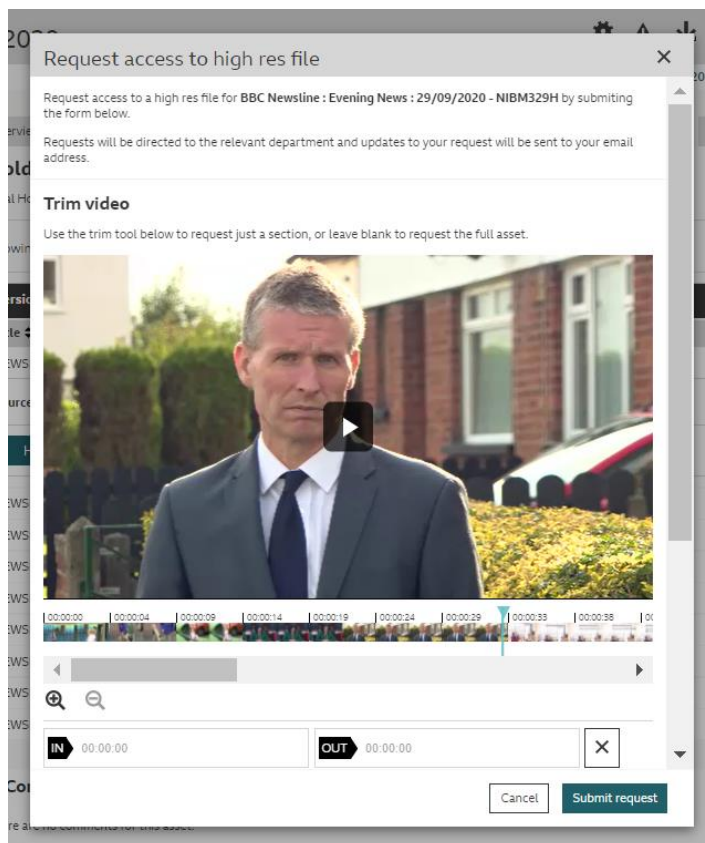 Request access to high res file
Request access to a high res file for BBC Newsline : Evening News : 29/09/2020 - NIBM329H by submiting
the form below.
Requests will be directed to the relevant department and updates to your request will be sent to your email
address.
Trim video
Use the trim tool below to request just a section, or leave blank to request the full asset.
00:00:00 00:00:04 00:00:09 00:00:14 00:00:19 00:00:24 00:00:29 00:00:33 00:00:38
IN 00:00:00 OUT 00:00:00
Cancel Submit request